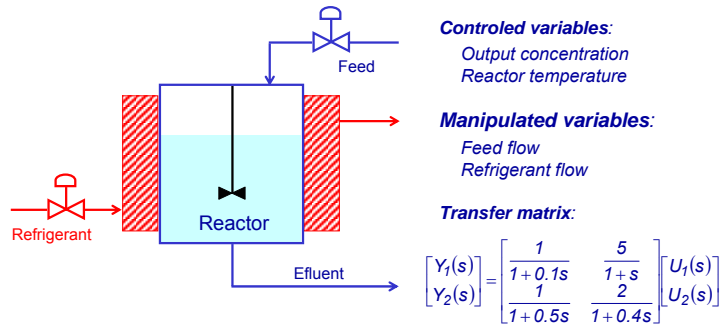 Feed
Refrigerant
Reactor
Efluent
Controled variables:
Output concentration
Reactor temperature
Manipulated variables:
Feed flow
Refrigerant flow
Transfer matrix:
[Y₁(s) Y₂(s)] = [1/(1+0.1s) 5/(1+s) 1/(1+0.5s) 2/(1+0.4s)] [U₁(s) U₂(s)]